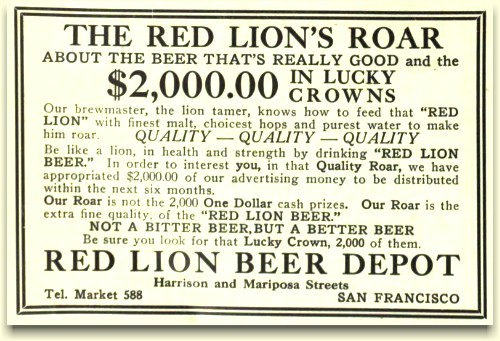 THE RED LION'S ROAR
ABOUT THE BEER THAT'S REALLY GOOD and the
$2,000.00 IN LUCKY CROWNS
Our brewmaster, the lion tamer, knows how to feed that "RED
LION" with finest malt, choicest hops and purest water to make
him roar. QUALITY — QUALITY — QUALITY
Be like a lion, in health and strength by drinking "RED LION
BEER." In order to interest you, in that Quality Roar, we have
appropriated $2,000.00 of our advertising money to be distributed
within the next six months.
Our Roar is not the 2,000 One Dollar cash prizes. Our Roar is the
extra fine quality. of the "RED LION BEER."
NOT A BITTER BEER, BUT A BETTER BEER
Be sure you look for that Lucky Crown, 2,000 of them.
RED LION BEER DEPOT
Harrison and Mariposa Streets
Tel. Market 588 SAN FRANCISCO